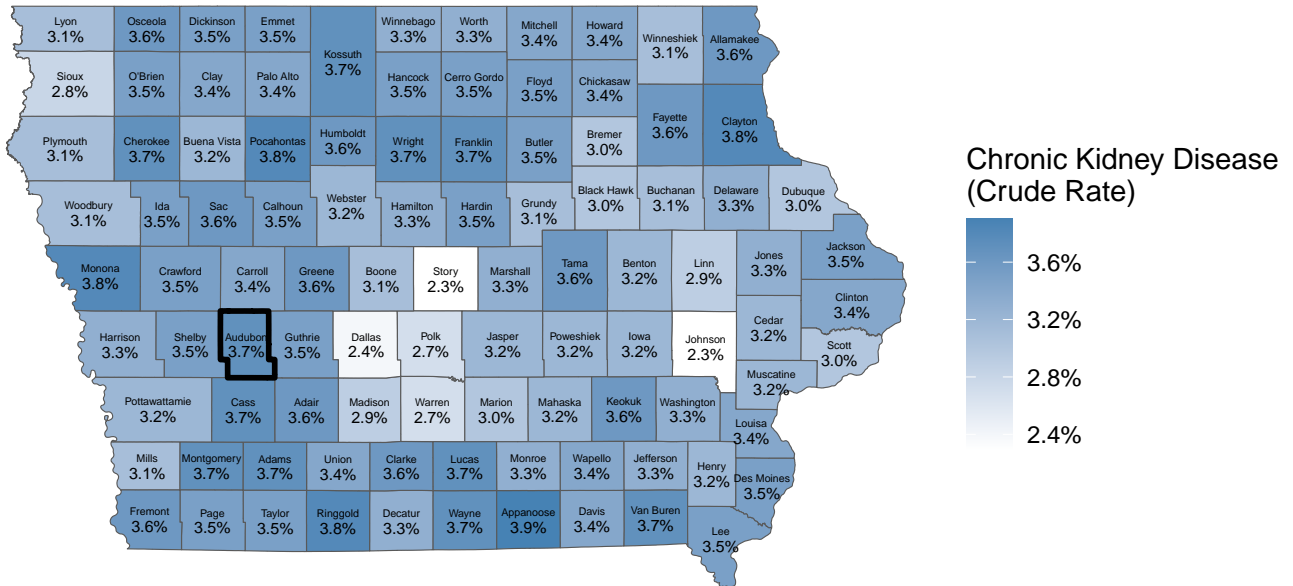 Lyon
3.1%
Osceola
3.6%
Dickinson
3.5%
Emmet
3.5%
Kossuth
3.7%
Winnebago
3.3%
Worth
3.3%
Mitchell
3.4%
Howard
3.4%
Winneshiek
3.1%
Allamakee
3.6%
Sioux
2.8%
O'Brien
3.5%
Clay
3.4%
Palo Alto
3.4%
Hancock
3.5%
Cerro Gordo
3.5%
Floyd
3.5%
Chickasaw
3.4%
Plymouth
3.1%
Cherokee
3.7%
Buena Vista
3.2%
Pocahontas
3.8%
Humboldt
3.6%
Wright
3.7%
Franklin
3.7%
Butler
3.5%
Bremer
3.0%
Fayette
3.6%
Clayton
3.8%
Woodbury
3.1%
Ida
3.5%
Sac
3.6%
Calhoun
3.5%
Webster
3.2%
Hamilton
3.3%
Hardin
3.5%
Grundy
3.1%
Black Hawk
3.0%
Buchanan
3.1%
Delaware
3.3%
Dubuque
3.0%
Monona
3.8%
Crawford
3.5%
Carroll
3.4%
Greene
3.6%
Boone
3.1%
Story
2.3%
Marshall
3.3%
Tama
3.6%
Benton
3.2%
Linn
2.9%
Jones
3.3%
Jackson
3.5%
Clinton
3.4%
Harrison
3.3%
Shelby
3.5%
Audubon
3.7%
Guthrie
3.5%
Dallas
2.4%
Polk
2.7%
Jasper
3.2%
Poweshiek
3.2%
Iowa
3.2%
Johnson
2.3%
Cedar
3.2%
Scott
3.0%
Muscatine
3.2%
Pottawattamie
3.2%
Cass
3.7%
Adair
3.6%
Madison
2.9%
Warren
2.7%
Marion
3.0%
Mahaska
3.2%
Keokuk
3.6%
Washington
3.3%
Louisa
3.4%
Mills
3.1%
Montgomery
3.7%
Adams
3.7%
Union
3.4%
Clarke
3.6%
Lucas
3.7%
Monroe
3.3%
Wapello
3.4%
Jefferson
3.3%
Henry
3.2%
Des Moines
3.5%
Fremont
3.6%
Page
3.5%
Taylor
3.5%
Ringgold
3.8%
Decatur
3.3%
Wayne
3.7%
Appanoose
3.9%
Davis
3.4%
Van Buren
3.7%
Lee
3.5%
Chronic Kidney Disease
(Crude Rate)
3.6%
3.2%
2.8%
2.4%